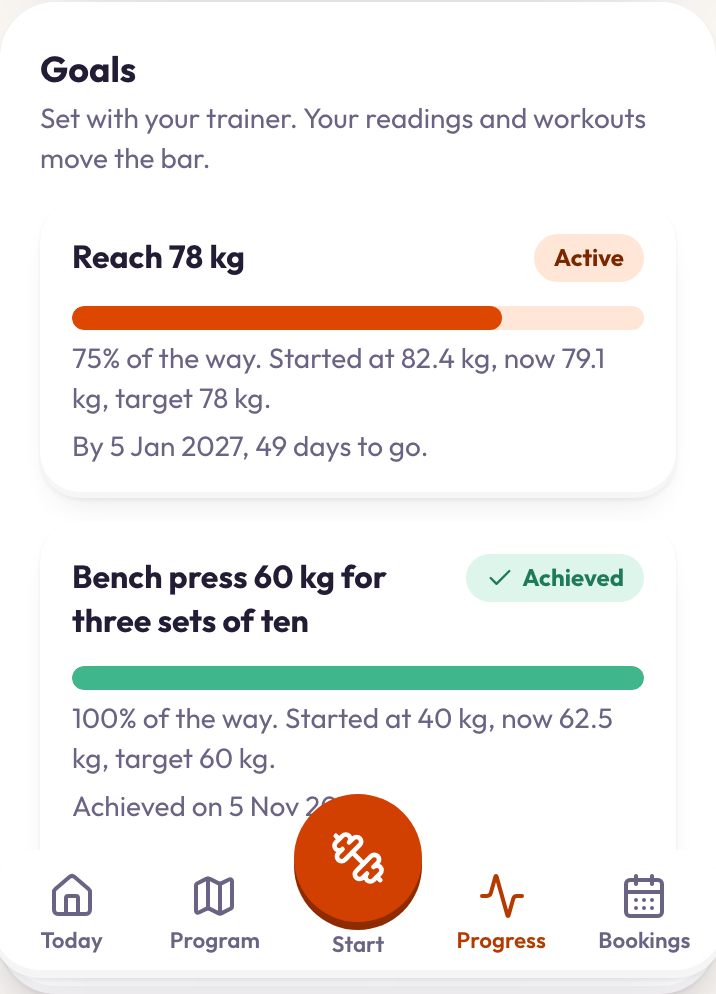 Goals
Set with your trainer. Your readings and workouts
move the bar.
Reach 78 kg
Active
75% of the way. Started at 82.4 kg, now 79.1
kg, target 78 kg.
By 5 Jan 2027, 49 days to go.
Bench press 60 kg for
three sets of ten
Achieved
100% of the way. Started at 40 kg, now 62.5
kg, target 60 kg.
Achieved on 5 Nov
Today
Program
Start
Progress
Bookings